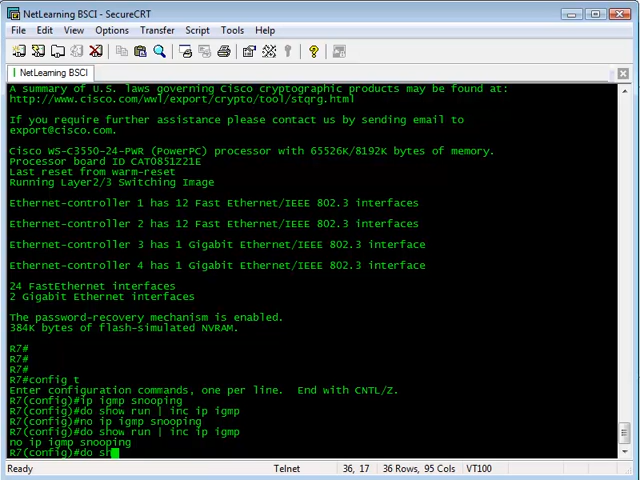 NetLearning BSCI - SecureCRT
File Edit View Options Transfer Script Tools Help
NetLearning BSCI
A summary of U.S. laws governing Cisco cryptographic products may be found at:
http://www.cisco.com/wwl/export/crypto/tool/stqrg.html
If you require further assistance please contact us by sending email to
export@cisco.com.
Cisco WS-C3550-24-PWR (PowerPC) processor with 65526K/8192K bytes of memory.
Processor board ID CAT0851Z21E
Last reset from warm-reset
Running Layer2/3 Switching Image
Ethernet-controller 1 has 12 Fast Ethernet/IEEE 802.3 interfaces
Ethernet-controller 2 has 12 Fast Ethernet/IEEE 802.3 interfaces
Ethernet-controller 3 has 1 Gigabit Ethernet/IEEE 802.3 interface
Ethernet-controller 4 has 1 Gigabit Ethernet/IEEE 802.3 interface
24 FastEthernet interfaces
2 Gigabit Ethernet interfaces
The password-recovery mechanism is enabled.
384K bytes of flash-simulated NVRAM.
R7#
R7#
R7#config t
Enter configuration commands, one per line.  End with CNTL/Z.
R7(config)#ip igmp snooping
R7(config)#do show run | inc ip igmp
R7(config)#no ip igmp snooping
R7(config)#do show run | inc ip igmp
no ip igmp snooping
R7(config)#do sh
Ready Telnet 36, 17 36 Rows, 95 Cols VT100